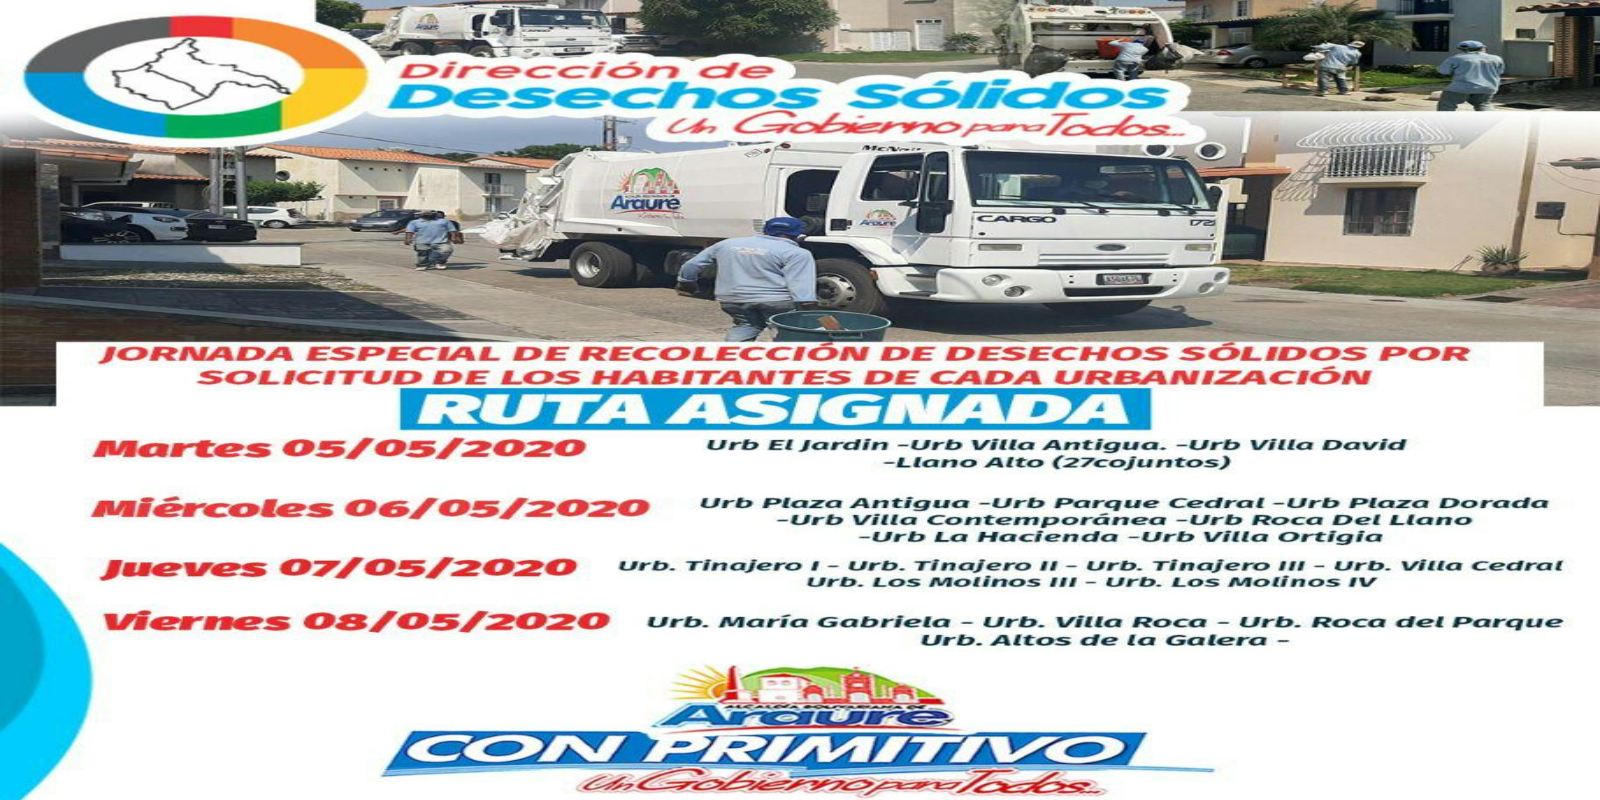 Dirección de
Desechos Sólidos
Un Gobierno para Todos...
Araure
Araure
CARGO
JORNADA ESPECIAL DE RECOLECCIÓN DE DESECHOS SÓLIDOS POR
SOLICITUD DE LOS HABITANTES DE CADA URBANIZACIÓN
RUTA ASIGNADA
Martes 05/05/2020
Urb El Jardin -Urb Villa Antigua. -Urb Villa David
-Llano Alto (27cojuntos)
Miércoles 06/05/2020
Urb Plaza Antigua -Urb Parque Cedral -Urb Plaza Dorada
-Urb Villa Contemporánea -Urb Roca Del Llano
-Urb La Hacienda -Urb Villa Ortigia
Jueves 07/05/2020
Urb. Tinajero I - Urb. Tinajero II - Urb. Tinajero III - Urb. Villa Cedral
Urb. Los Molinos III - Urb. Los Molinos IV
Viernes 08/05/2020
Urb. María Gabriela - Urb. Villa Roca - Urb. Roca del Parque
Urb. Altos de la Galera -
ALCALDÍA BOLIVARIANA DE
Araure
CON PRIMITIVO
Un Gobierno para Todos...